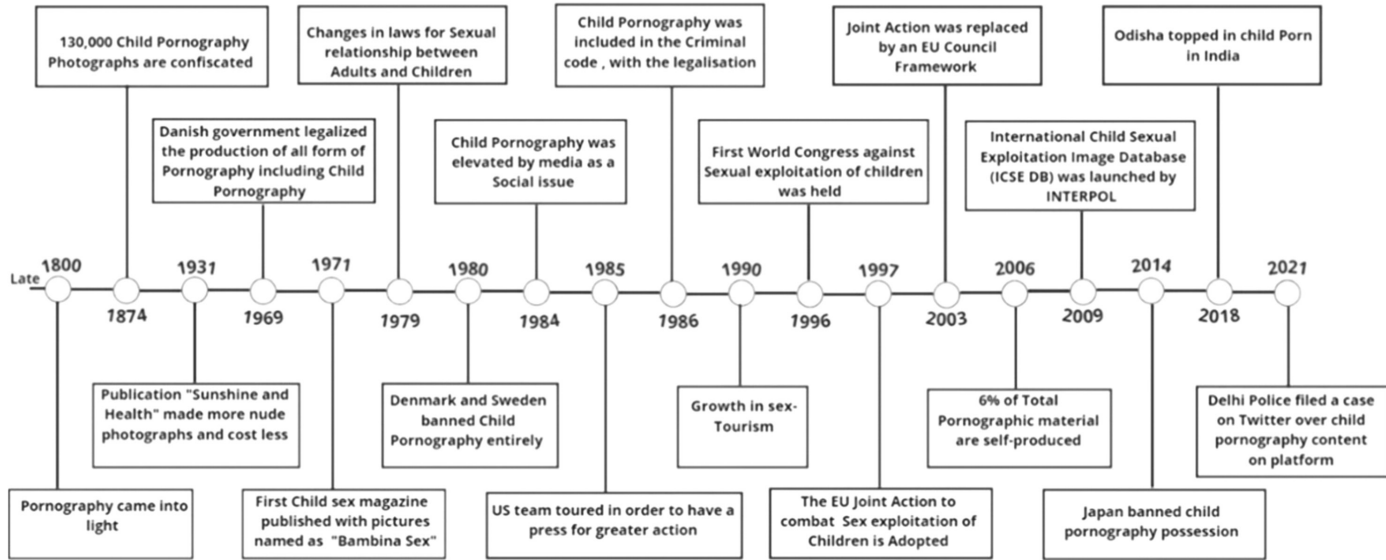 130,000 Child Pornography
Photographs are confiscated
Changes in laws for Sexual
relationship between
Adults and Children
Child Pornography was
included in the Criminal
code , with the legalisation
Joint Action was replaced
by an EU Council
Framework
Odisha topped in child Porn
in India
Danish government legalized
the production of all form of
Pornography including Child
Pornography
Child Pornography was
elevated by media as a
Social issue
First World Congress against
Sexual exploitation of children
was held
International Child Sexual
Exploitation Image Database
(ICSE DB) was launched by
INTERPOL
Late 1800 1931 1971 1980 1985 1990 1997 2006 2014 2021
1874 1969 1979 1984 1986 1996 2003 2009 2018
Publication "Sunshine and
Health" made more nude
photographs and cost less
Denmark and Sweden
banned Child
Pornography entirely
Growth in sex-
Tourism
6% of Total
Pornographic material
are self-produced
Delhi Police filed a case
on Twitter over child
pornography content
on platform
Pornography came into
light
First Child sex magazine
published with pictures
named as "Bambina Sex"
US team toured in order to have a
press for greater action
The EU Joint Action to
combat Sex exploitation of
Children is Adopted
Japan banned child
pornography possession